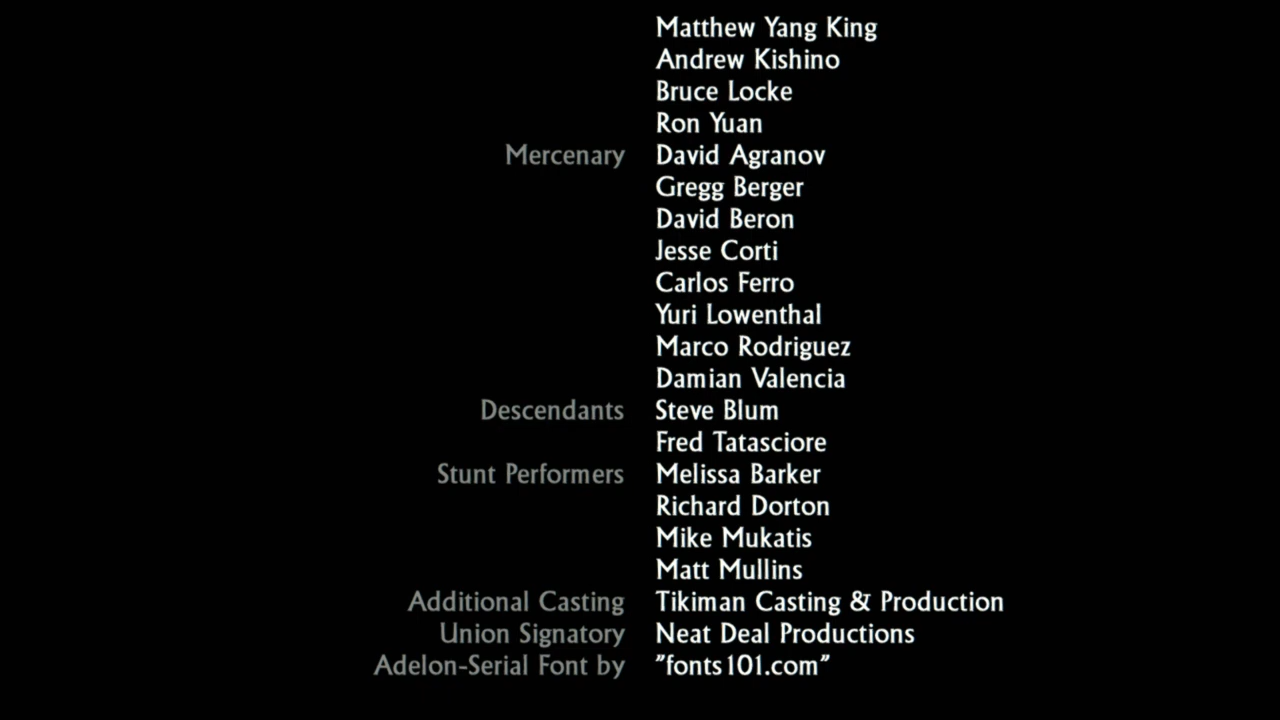 Matthew Yang King
Andrew Kishino
Bruce Locke
Ron Yuan
Mercenary David Agranov
Gregg Berger
David Beron
Jesse Corti
Carlos Ferro
Yuri Lowenthal
Marco Rodriguez
Damian Valencia
Descendants Steve Blum
Fred Tatasciore
Stunt Performers Melissa Barker
Richard Dorton
Mike Mukatis
Matt Mullins
Additional Casting Tikiman Casting & Production
Union Signatory Neat Deal Productions
Adelon-Serial Font by "fonts101.com"